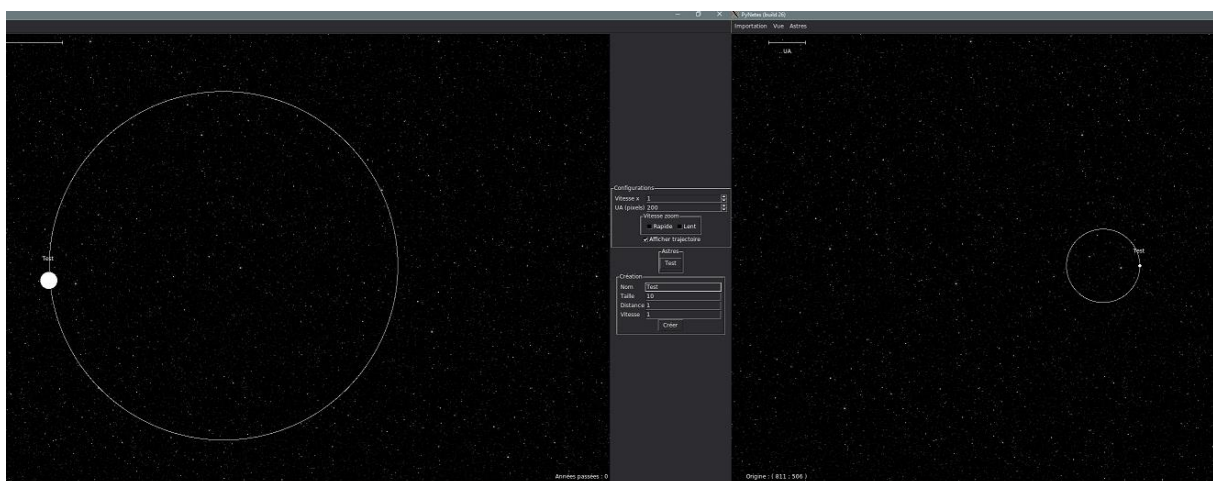 PyNetes (build 26)
Importation Vue Astres
UA
Test
Test
Configurations
Vitesse x 1
UA (pixels) 200
Vitesse zoom
Rapide Lent
Afficher trajectoire
Astres
Test
Création
Nom Test
Taille 10
Distance 1
Vitesse 1
Créer
Années passées : 0
Origine : ( 811 ; 506 )